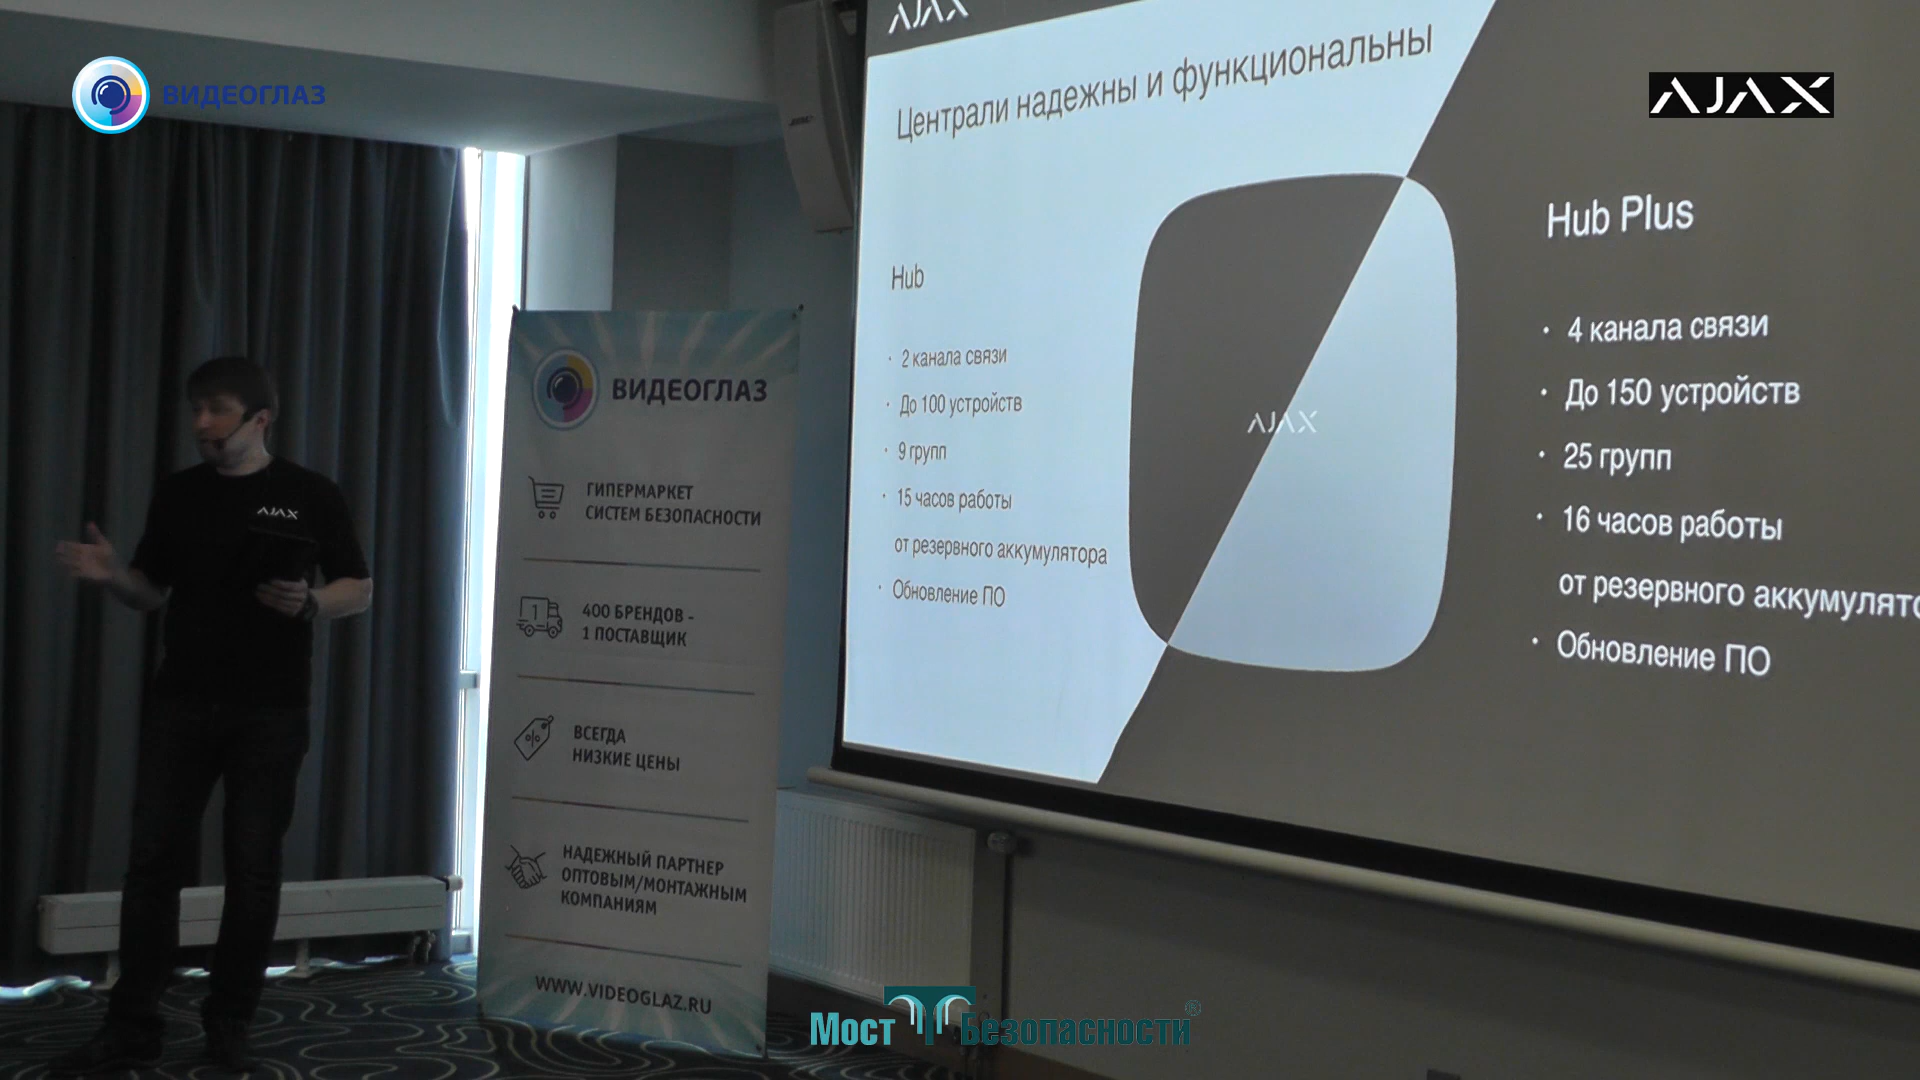 ВИДЕОГЛАЗ
AJAX
AJAX
Централи надежны и функциональны
Hub
· 2 канала связи
· До 100 устройств
· 9 групп
· 15 часов работы
от резервного аккумулятора
· Обновление ПО
AJAX
Hub Plus
· 4 канала связи
· До 150 устройств
· 25 групп
· 16 часов работы
от резервного аккумулято
· Обновление ПО
AJAX
ВИДЕОГЛАЗ
ГИПЕРМАРКЕТ
СИСТЕМ БЕЗОПАСНОСТИ
1
400 БРЕНДОВ -
1 ПОСТАВЩИК
%
ВСЕГДА
НИЗКИЕ ЦЕНЫ
НАДЕЖНЫЙ ПАРТНЕР
ОПТОВЫМ/МОНТАЖНЫМ
КОМПАНИЯМ
WWW.VIDEOGLAZ.RU
Мост Безопасности ®